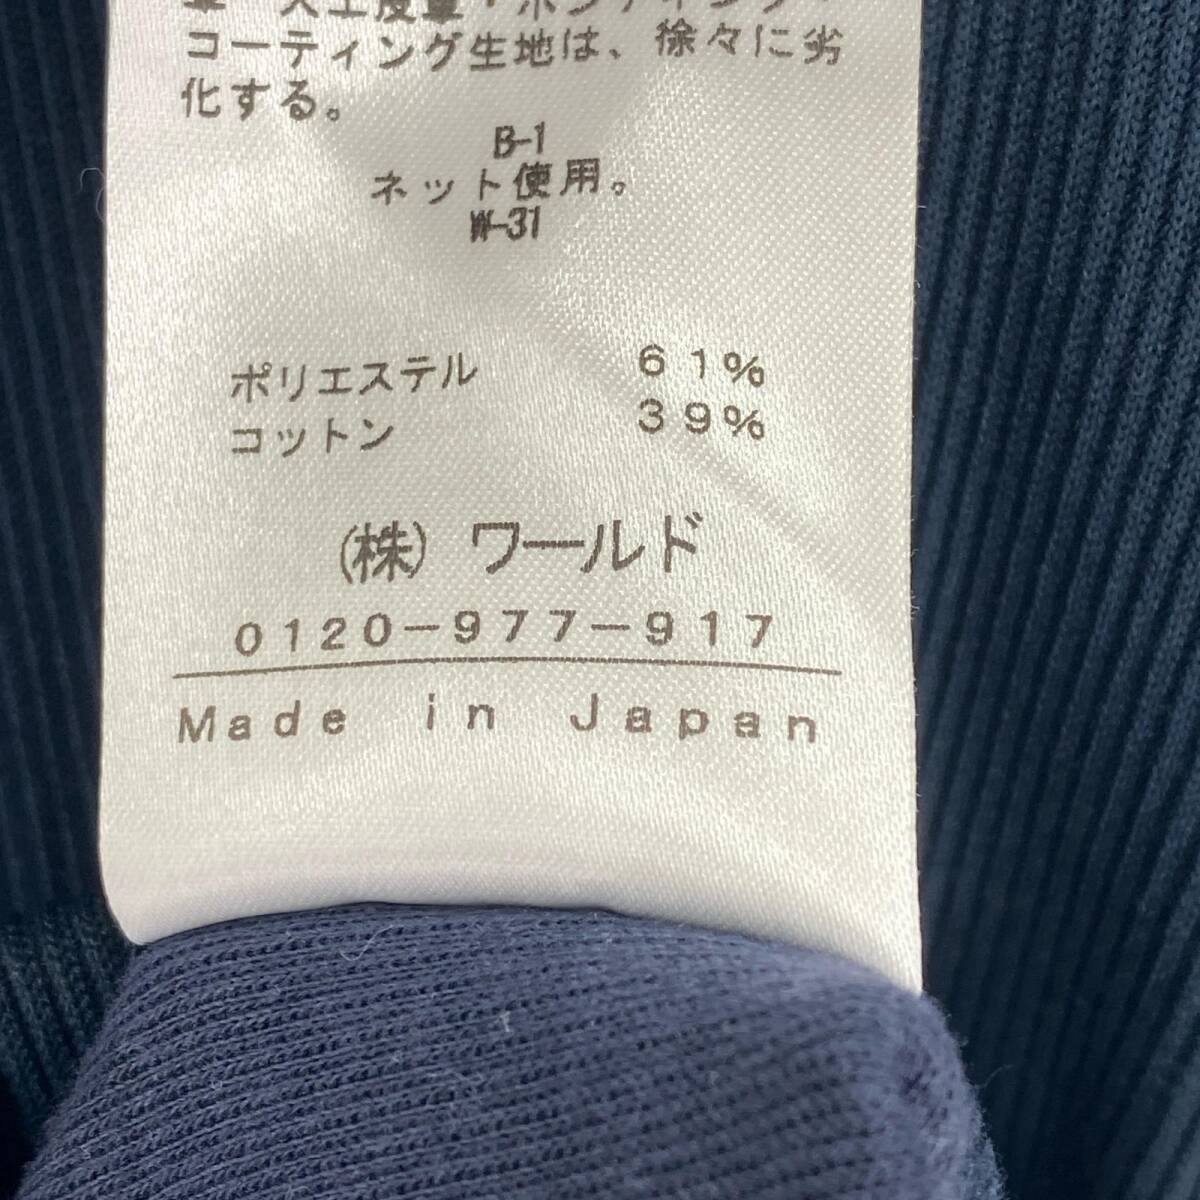 コーティング生地は、徐々に劣
化する。
B-1
ネット使用。
W-31
ポリエステル 61%
コットン 39%
(株) ワールド
0120-977-917
Made in Japan